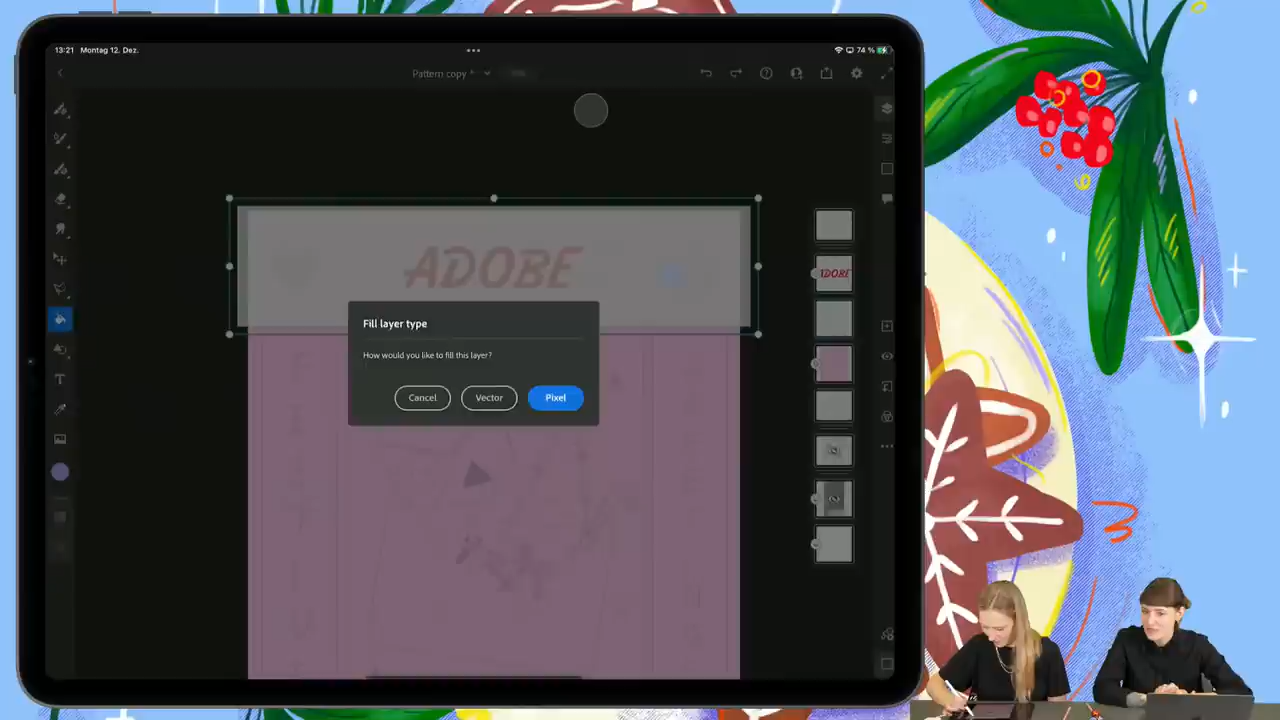 13:21 Montag 12. Dez.
74 %
Pattern copy *
ADOBE
ADOBE
Fill layer type
How would you like to fill this layer?
Cancel
Vector
Pixel
T